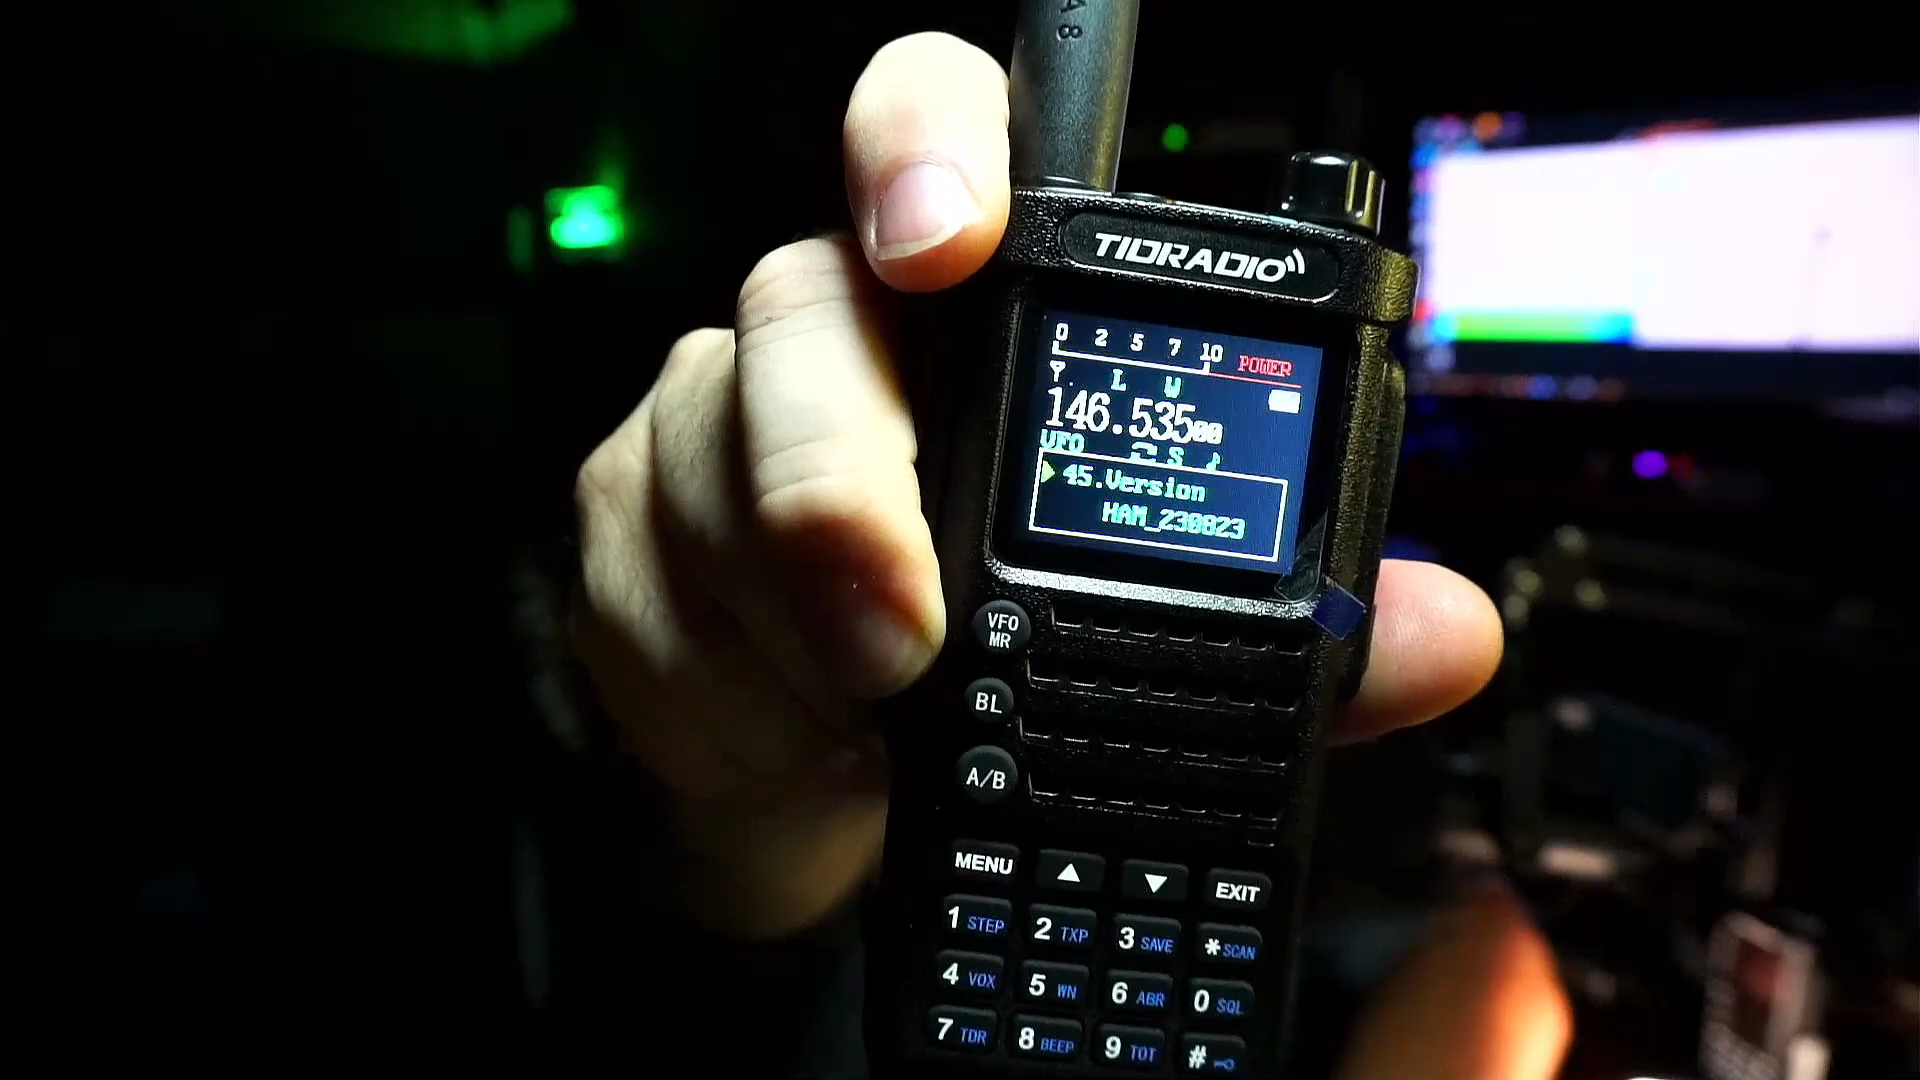 A8
TIDRADIO
0 2 5 7 10 POWER
L W
146.53500
VFO S
45.Version
HAM_230823
VFO
MR
BL
A/B
MENU ▲ ▼ EXIT
1 STEP 2 TXP 3 SAVE * SCAN
4 VOX 5 WN 6 ABR 0 SQL
7 TDR 8 BEEP 9 TOT #